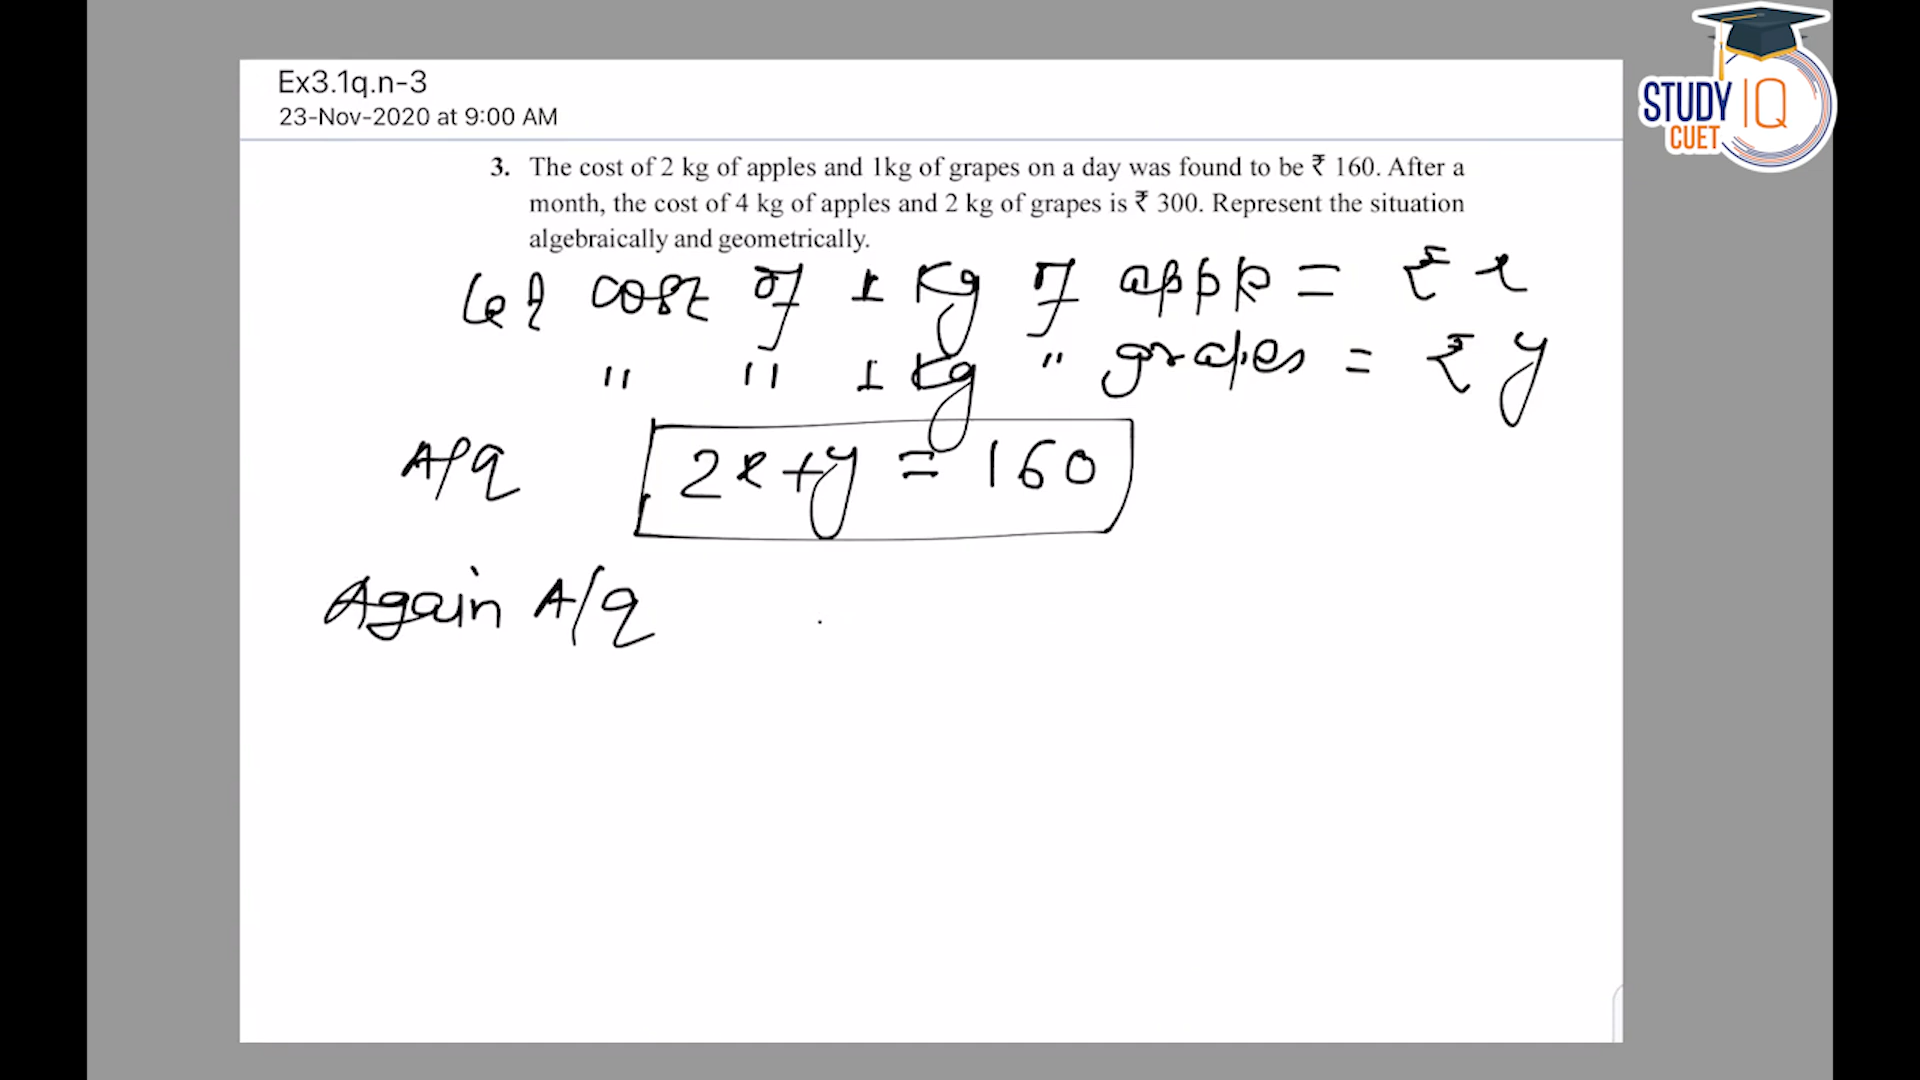 Ex3.1q.n-3
23-Nov-2020 at 9:00 AM
STUDY IQ
CUET
3. The cost of 2 kg of apples and 1kg of grapes on a day was found to be ₹ 160. After a
month, the cost of 4 kg of apples and 2 kg of grapes is ₹ 300. Represent the situation
algebraically and geometrically.
Let cost of 1 kg of apple = ₹ x
" " 1 kg " grapes = ₹ y
A/q 2x+y = 160
Again A/q